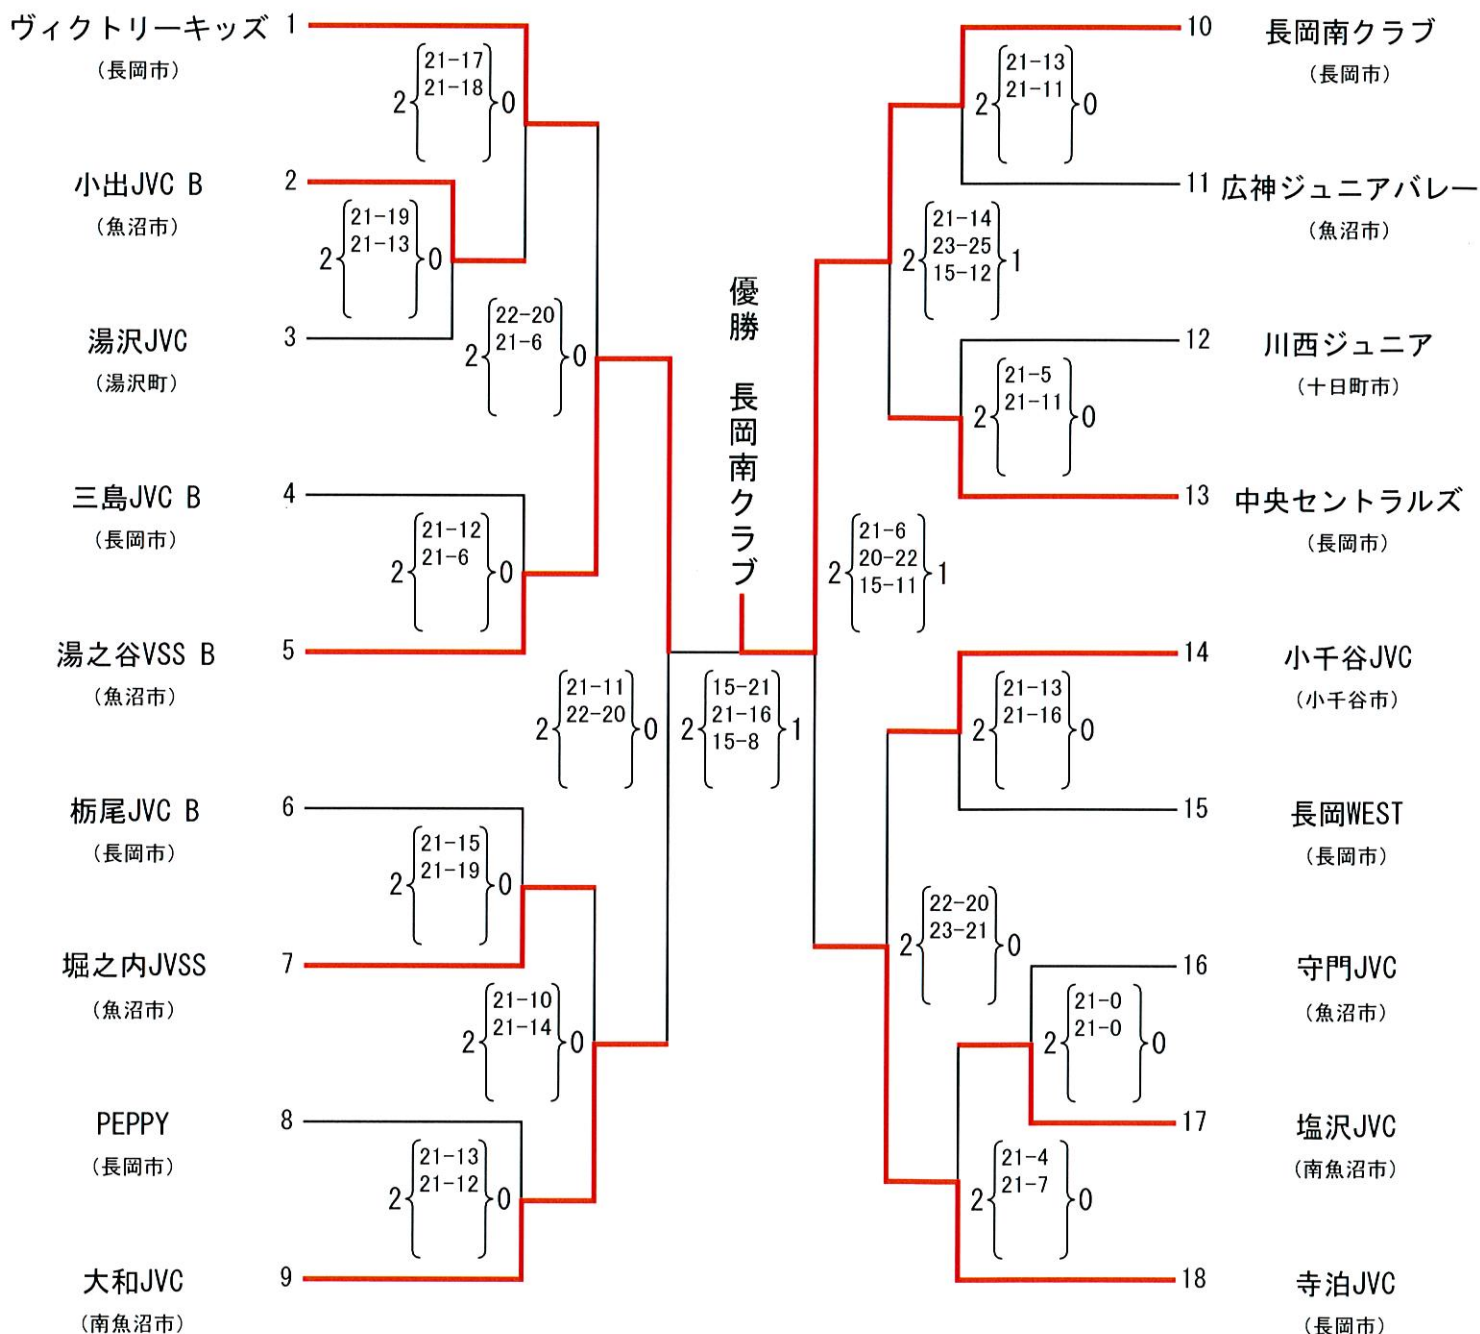 ヴィクトリーキッズ 1
(長岡市)
2 21-17 0
21-18
小出JVC B 2
(魚沼市)
2 21-19 0
21-13
湯沢JVC 3
(湯沢町)
2 22-20 0
21-6
三島JVC B 4
(長岡市)
2 21-12 0
21-6
湯之谷VSS B 5
(魚沼市)
2 21-11 0
22-20
栃尾JVC B 6
(長岡市)
2 21-15 0
21-19
堀之内JVSS 7
(魚沼市)
2 21-10 0
21-14
PEPPY 8
(長岡市)
2 21-13 0
21-12
大和JVC 9
(南魚沼市)
優勝 長岡南クラブ
2 15-21 1
21-16
15-8
10 長岡南クラブ
(長岡市)
2 21-13 0
21-11
11 広神ジュニアバレー
(魚沼市)
2 21-14 1
23-25
15-12
12 川西ジュニア
(十日町市)
2 21-5 0
21-11
13 中央セントラルズ
(長岡市)
2 21-6 1
20-22
15-11
14 小千谷JVC
(小千谷市)
2 21-13 0
21-16
15 長岡WEST
(長岡市)
2 22-20 0
23-21
16 守門JVC
(魚沼市)
2 21-0 0
21-0
17 塩沢JVC
(南魚沼市)
2 21-4 0
21-7
18 寺泊JVC
(長岡市)